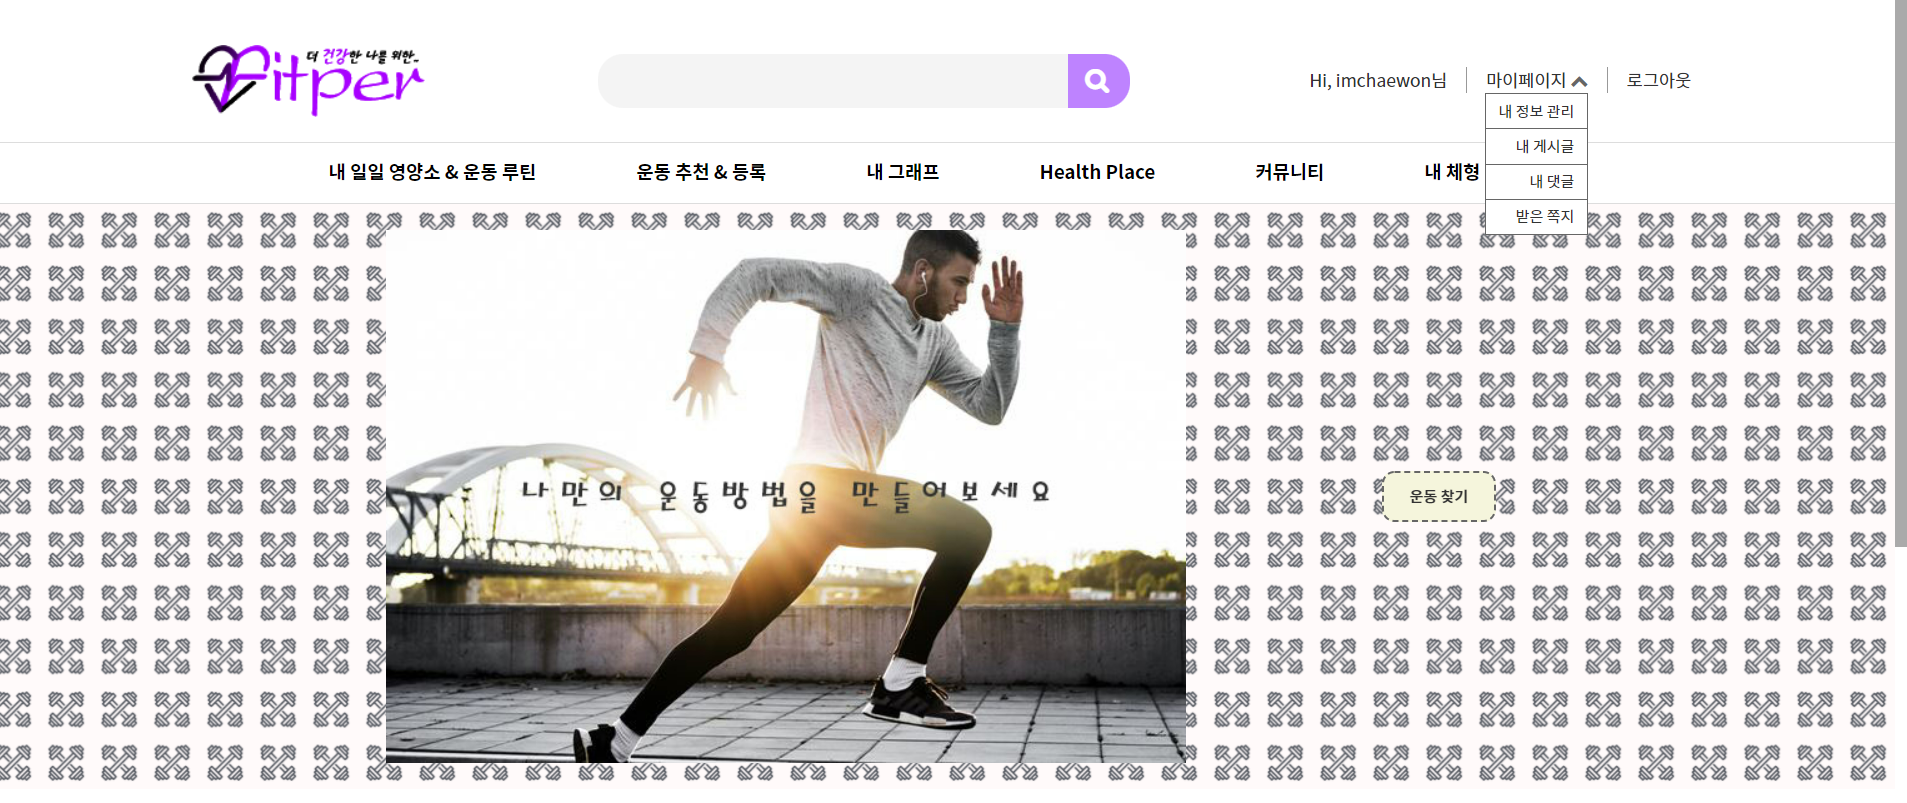 더 건강한 나를 위한..
Fitper
Hi, imchaewon님
마이페이지
로그아웃
내 정보 관리
내 게시글
내 댓글
받은 쪽지
내 일일 영양소 & 운동 루틴
운동 추천 & 등록
내 그래프
Health Place
커뮤니티
내 체형
나만의 운동방법을 만들어보세요
운동 찾기